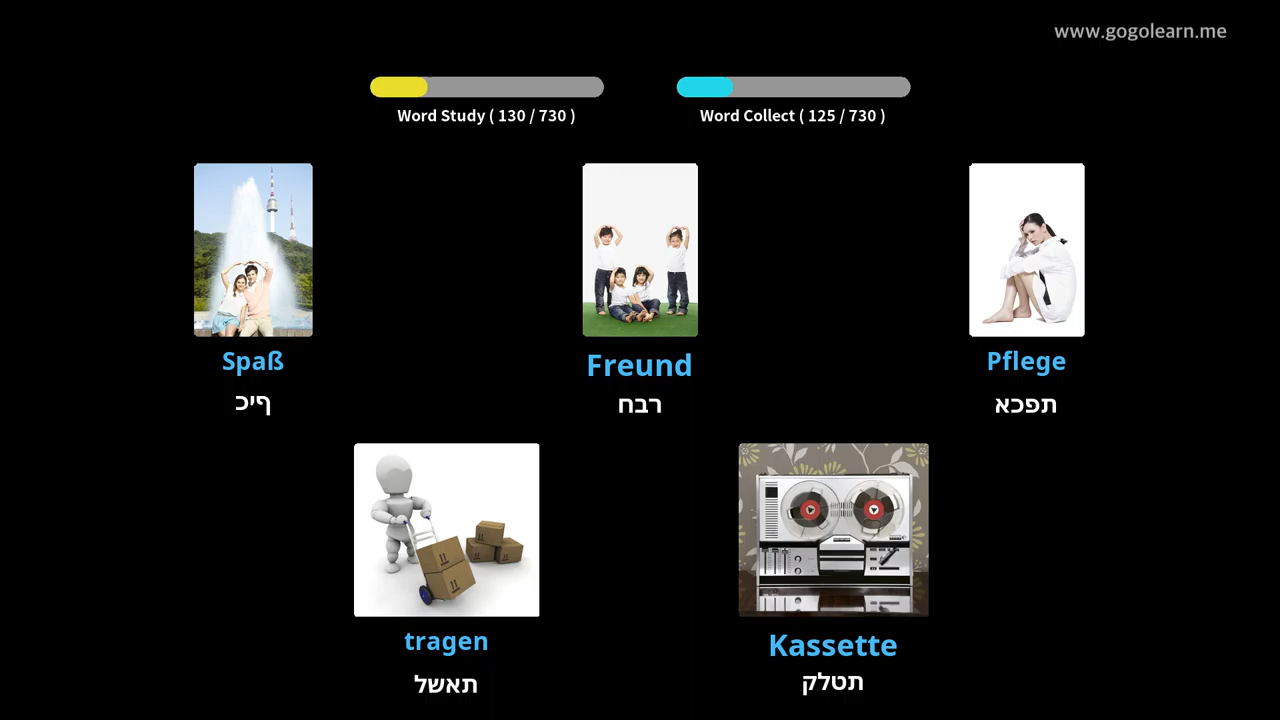 www.gogolearn.me
Word Study ( 130 / 730 )
Word Collect ( 125 / 730 )
Spaß
ףיכ
Freund
רבח
Pflege
תפכא
tragen
תאשל
Kassette
תטלק